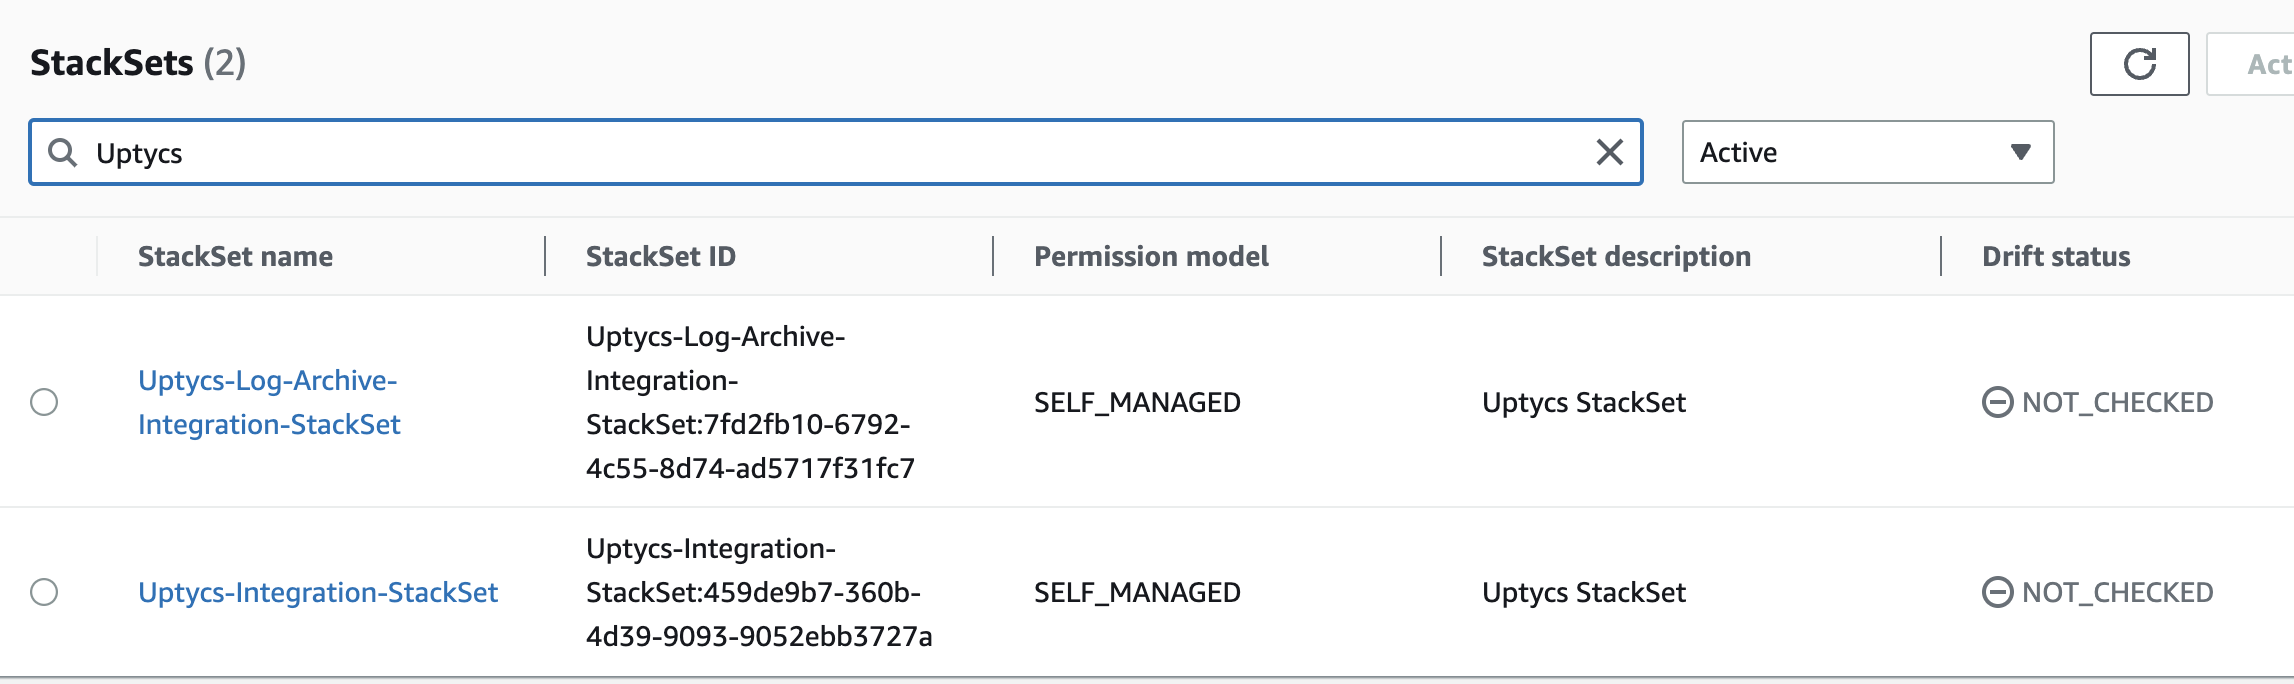 StackSets (2)
Act
Uptycs
Active
StackSet name
StackSet ID
Permission model
StackSet description
Drift status
Uptycs-Log-Archive-
Integration-StackSet
Uptycs-Log-Archive-
Integration-
StackSet:7fd2fb10-6792-
4c55-8d74-ad5717f31fc7
SELF_MANAGED
Uptycs StackSet
NOT_CHECKED
Uptycs-Integration-StackSet
Uptycs-Integration-
StackSet:459de9b7-360b-
4d39-9093-9052ebb3727a
SELF_MANAGED
Uptycs StackSet
NOT_CHECKED